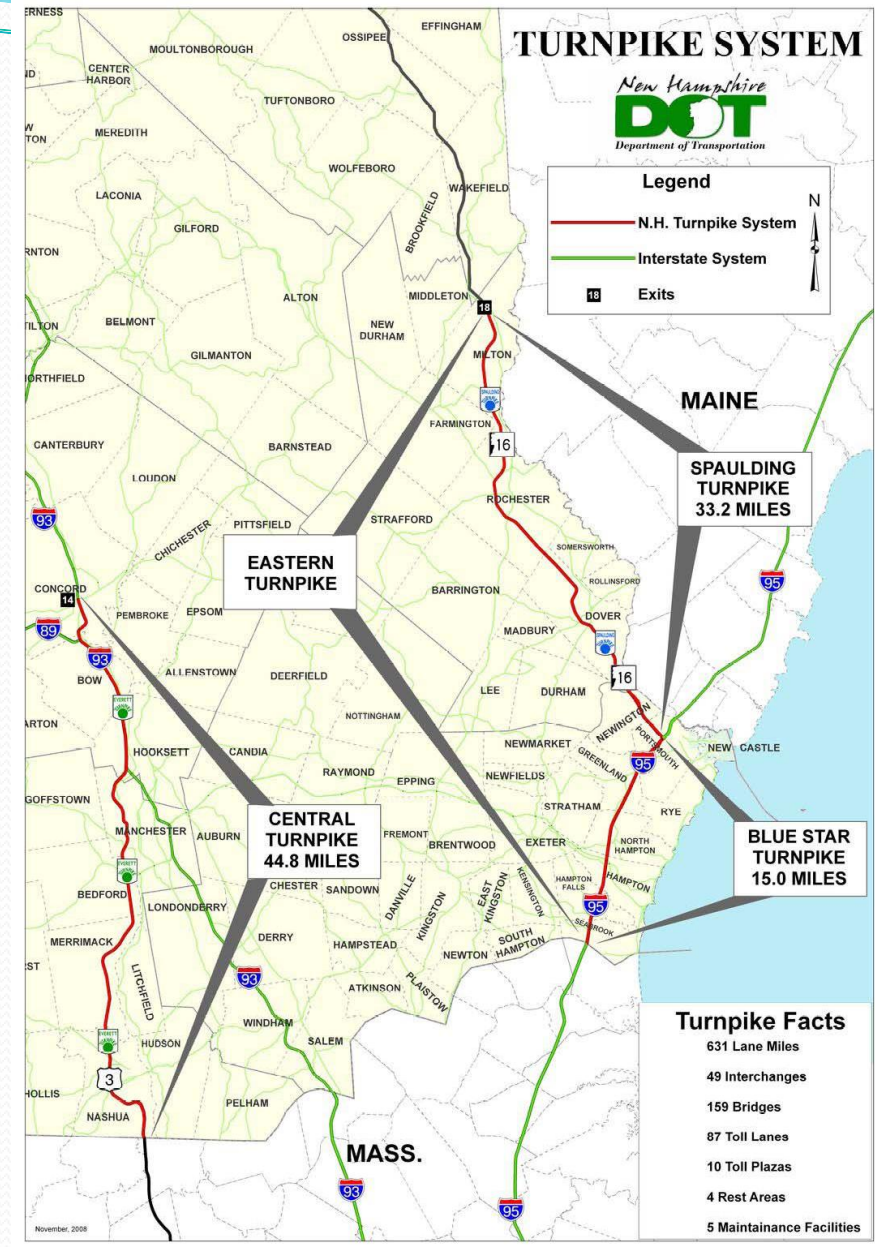 TURNPIKE SYSTEM
New Hampshire
DOT
Department of Transportation
Legend
N.H. Turnpike System
Interstate System
18 Exits
N
OSSIPEE
EFFINGHAM
MOULTONBOROUGH
CENTER
HARBOR
TUFTONBORO
MEREDITH
WOLFEBORO
WAKEFIELD
LACONIA
BROOKFIELD
GILFORD
ALTON
MIDDLETON
18
BELMONT
NEW
DURHAM
GILMANTON
MILTON
SPAULDING
MAINE
FARMINGTON
16
CANTERBURY
BARNSTEAD
LOUDON
SPAULDING
TURNPIKE
33.2 MILES
ROCHESTER
93
CHICHESTER
PITTSFIELD
STRAFFORD
SOMERSWORTH
EASTERN
TURNPIKE
95
ROLLINSFORD
CONCORD
14
BARRINGTON
PEMBROKE
EPSOM
DOVER
89
MADBURY
SPAULDING
93
BOW
ALLENSTOWN
DEERFIELD
16
LEE
DURHAM
EVERETT
NOTTINGHAM
NEWINGTON
PORTSMOUTH
HOOKSETT
CANDIA
NEWMARKET
NEW CASTLE
GREENLAND
95
RAYMOND
EPPING
NEWFIELDS
GOFFSTOWN
STRATHAM
RYE
CENTRAL
TURNPIKE
44.8 MILES
MANCHESTER
AUBURN
FREMONT
BRENTWOOD
EXETER
NORTH
HAMPTON
BLUE STAR
TURNPIKE
15.0 MILES
EVERETT
BEDFORD
CHESTER
SANDOWN
DANVILLE
KINGSTON
EAST
KINGSTON
KENSINGTON
HAMPTON
FALLS
HAMPTON
LONDONDERRY
95
SEABROOK
MERRIMACK
DERRY
HAMPSTEAD
NEWTON
SOUTH
HAMPTON
LITCHFIELD
93
ATKINSON
PLAISTOW
WINDHAM
EVERETT
HUDSON
SALEM
3
HOLLIS
NASHUA
PELHAM
MASS.
93
95
Turnpike Facts
631 Lane Miles
49 Interchanges
159 Bridges
87 Toll Lanes
10 Toll Plazas
4 Rest Areas
5 Maintainance Facilities
November, 2008